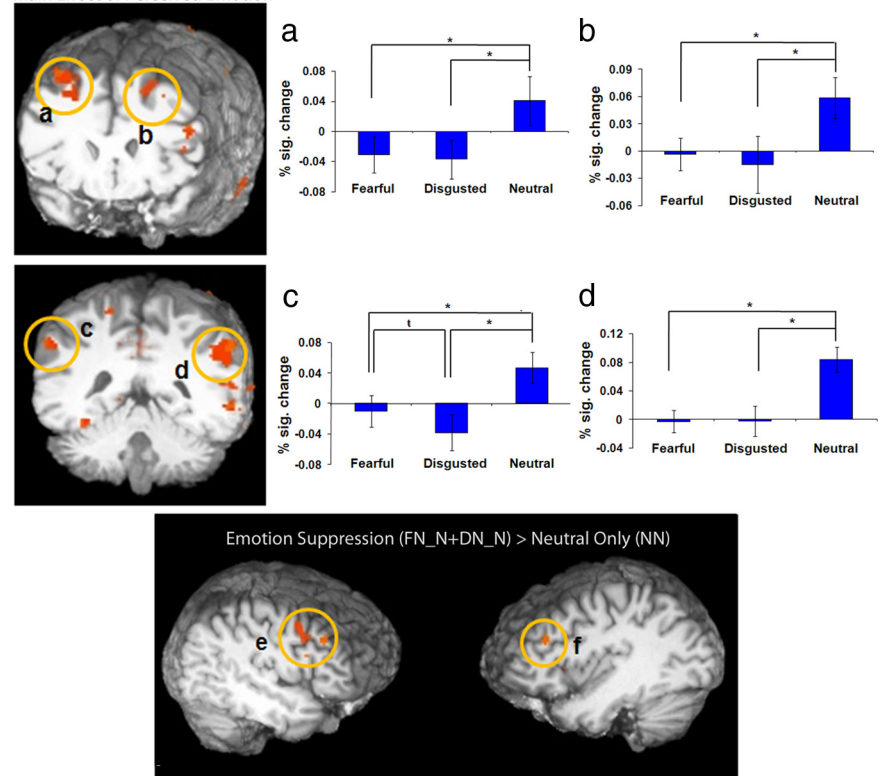 a
b
a
*
*
0.08
0.04
0
-0.04
-0.08
% sig. change
Fearful
Disgusted
Neutral
b
*
*
0.09
0.06
0.03
0
-0.03
-0.06
% sig. change
Fearful
Disgusted
Neutral
c
d
c
*
t
*
0.08
0.04
0
-0.04
-0.08
% sig. change
Fearful
Disgusted
Neutral
d
*
*
0.12
0.08
0.04
0
-0.04
% sig. change
Fearful
Disgusted
Neutral
Emotion Suppression (FN_N+DN_N) > Neutral Only (NN)
e
f